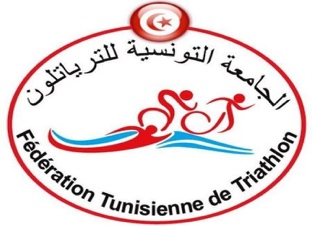 الجامعة التونسية للترياتلون
Fédération Tunisienne de Triathlon